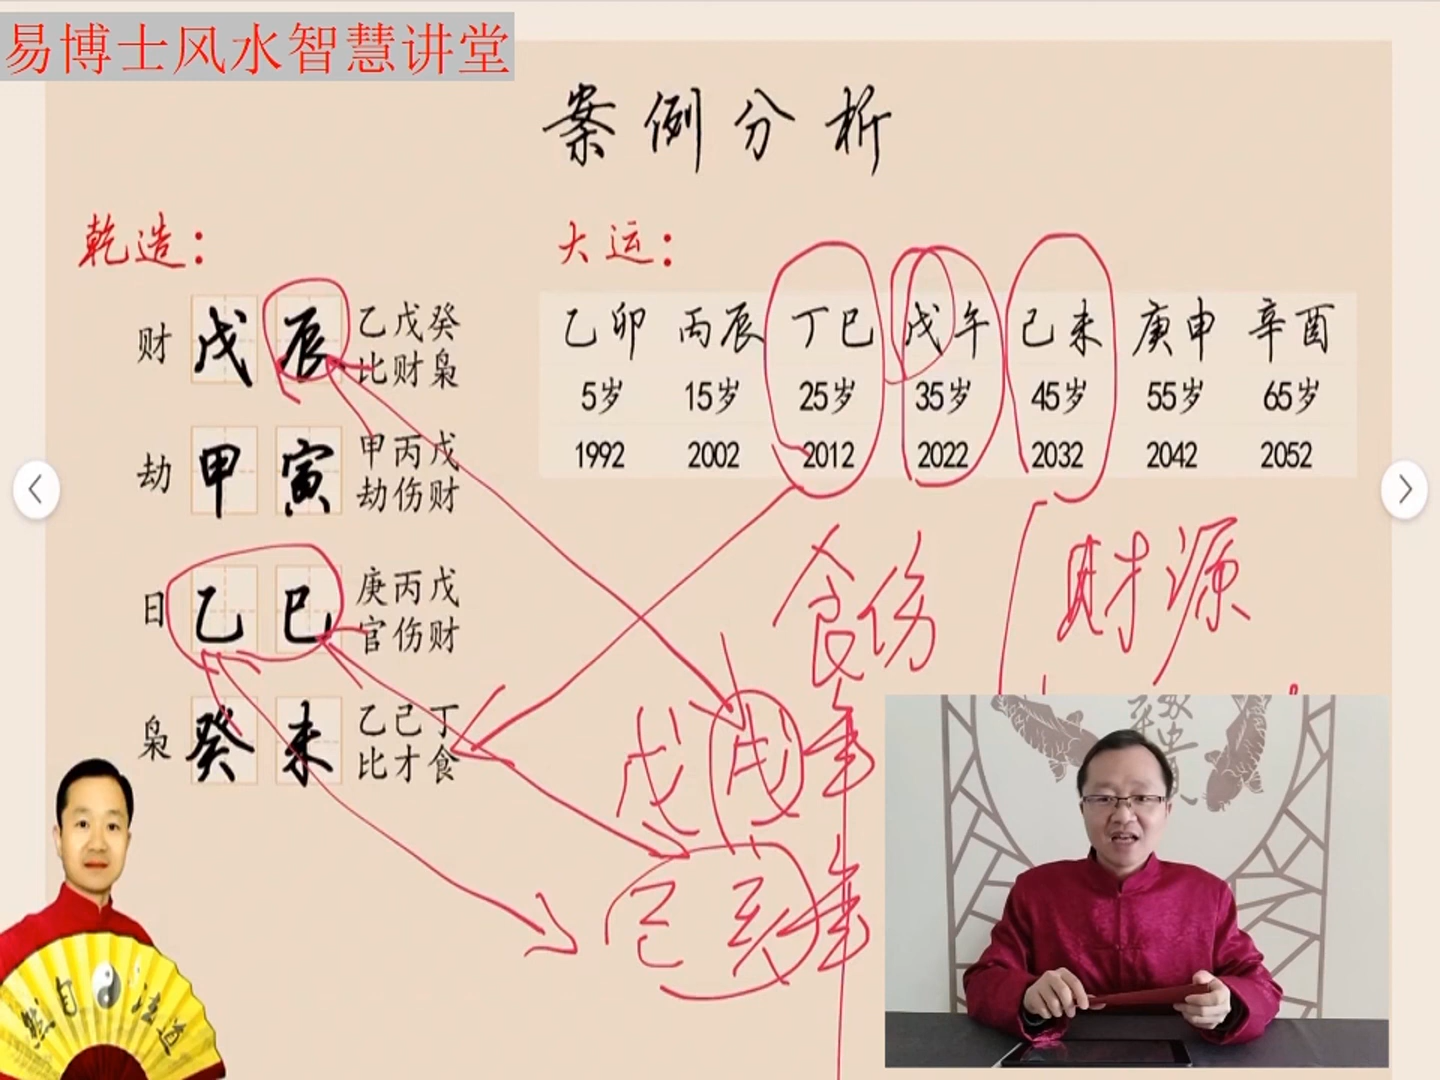 易博士风水智慧讲堂
案例分析
乾造：
大运：
财 戊 辰 乙戊癸
比财枭
劫 甲 寅 甲丙戊
劫伤财
日 乙 巳 庚丙戊
官伤财
枭 癸 未 乙己丁
比才食
乙卯 丙辰 丁巳 戊午 己未 庚申 辛酉
5岁 15岁 25岁 35岁 45岁 55岁 65岁
1992 2002 2012 2022 2032 2042 2052
食伤
财源
戊戌年
己亥年
道法自然